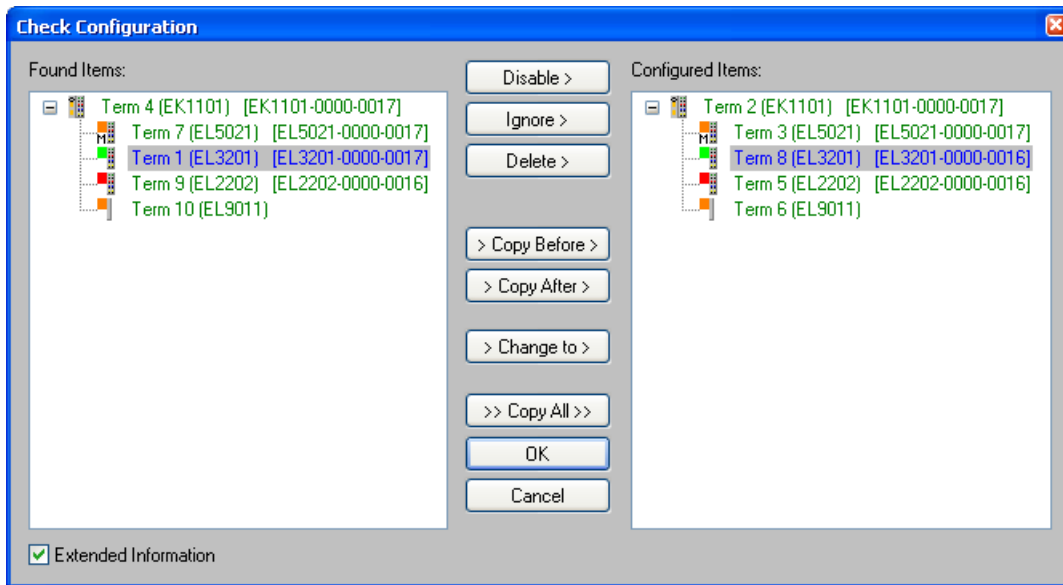 Check Configuration
Found Items:
Term 4 (EK1101) [EK1101-0000-0017]
M
Term 7 (EL5021) [EL5021-0000-0017]
Term 1 (EL3201) [EL3201-0000-0017]
Term 9 (EL2202) [EL2202-0000-0016]
Term 10 (EL9011)
Disable >
Ignore >
Delete >
> Copy Before >
> Copy After >
> Change to >
>> Copy All >>
OK
Cancel
Configured Items:
Term 2 (EK1101) [EK1101-0000-0017]
M
Term 3 (EL5021) [EL5021-0000-0017]
Term 8 (EL3201) [EL3201-0000-0016]
Term 5 (EL2202) [EL2202-0000-0016]
Term 6 (EL9011)
Extended Information